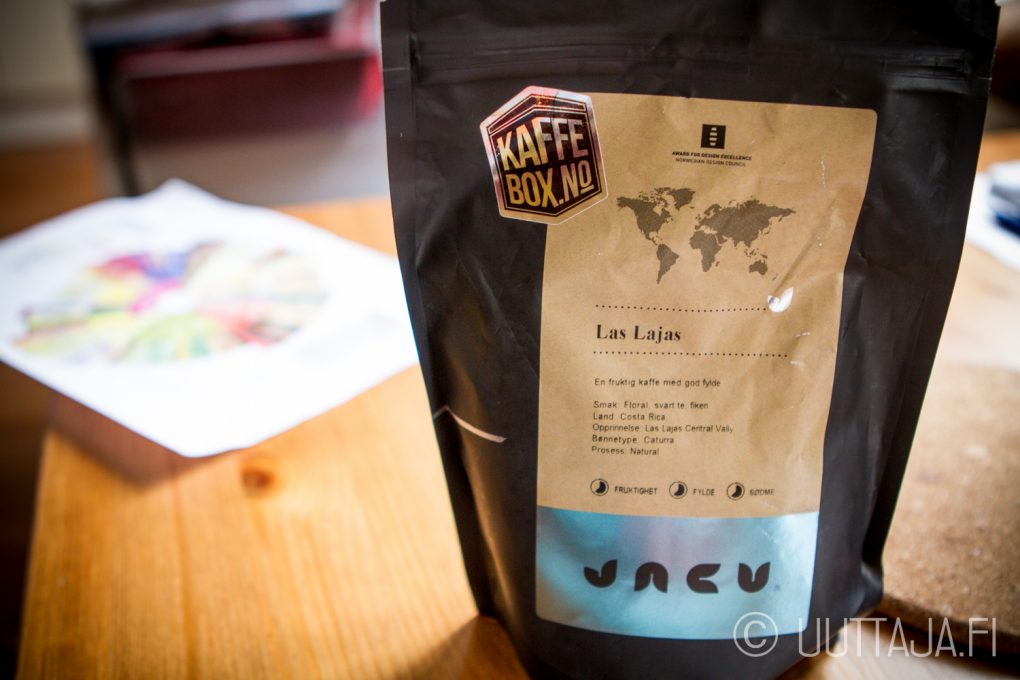 KAFFE
BOX.NO
AWARD FOR DESIGN EXCELLENCE
NORWEGIAN DESIGN COUNCIL
Las Lajas
En fruktig kaffe med god fylde
Smak: Floral, svart te, fiken
Land: Costa Rica
Opprinnelse: Las Lajas Central Vally
Bønnetype: Caturra
Prosess: Natural
FRUKTIGHET FYLDE SØDME
JACU
© UUTTAJA.FI